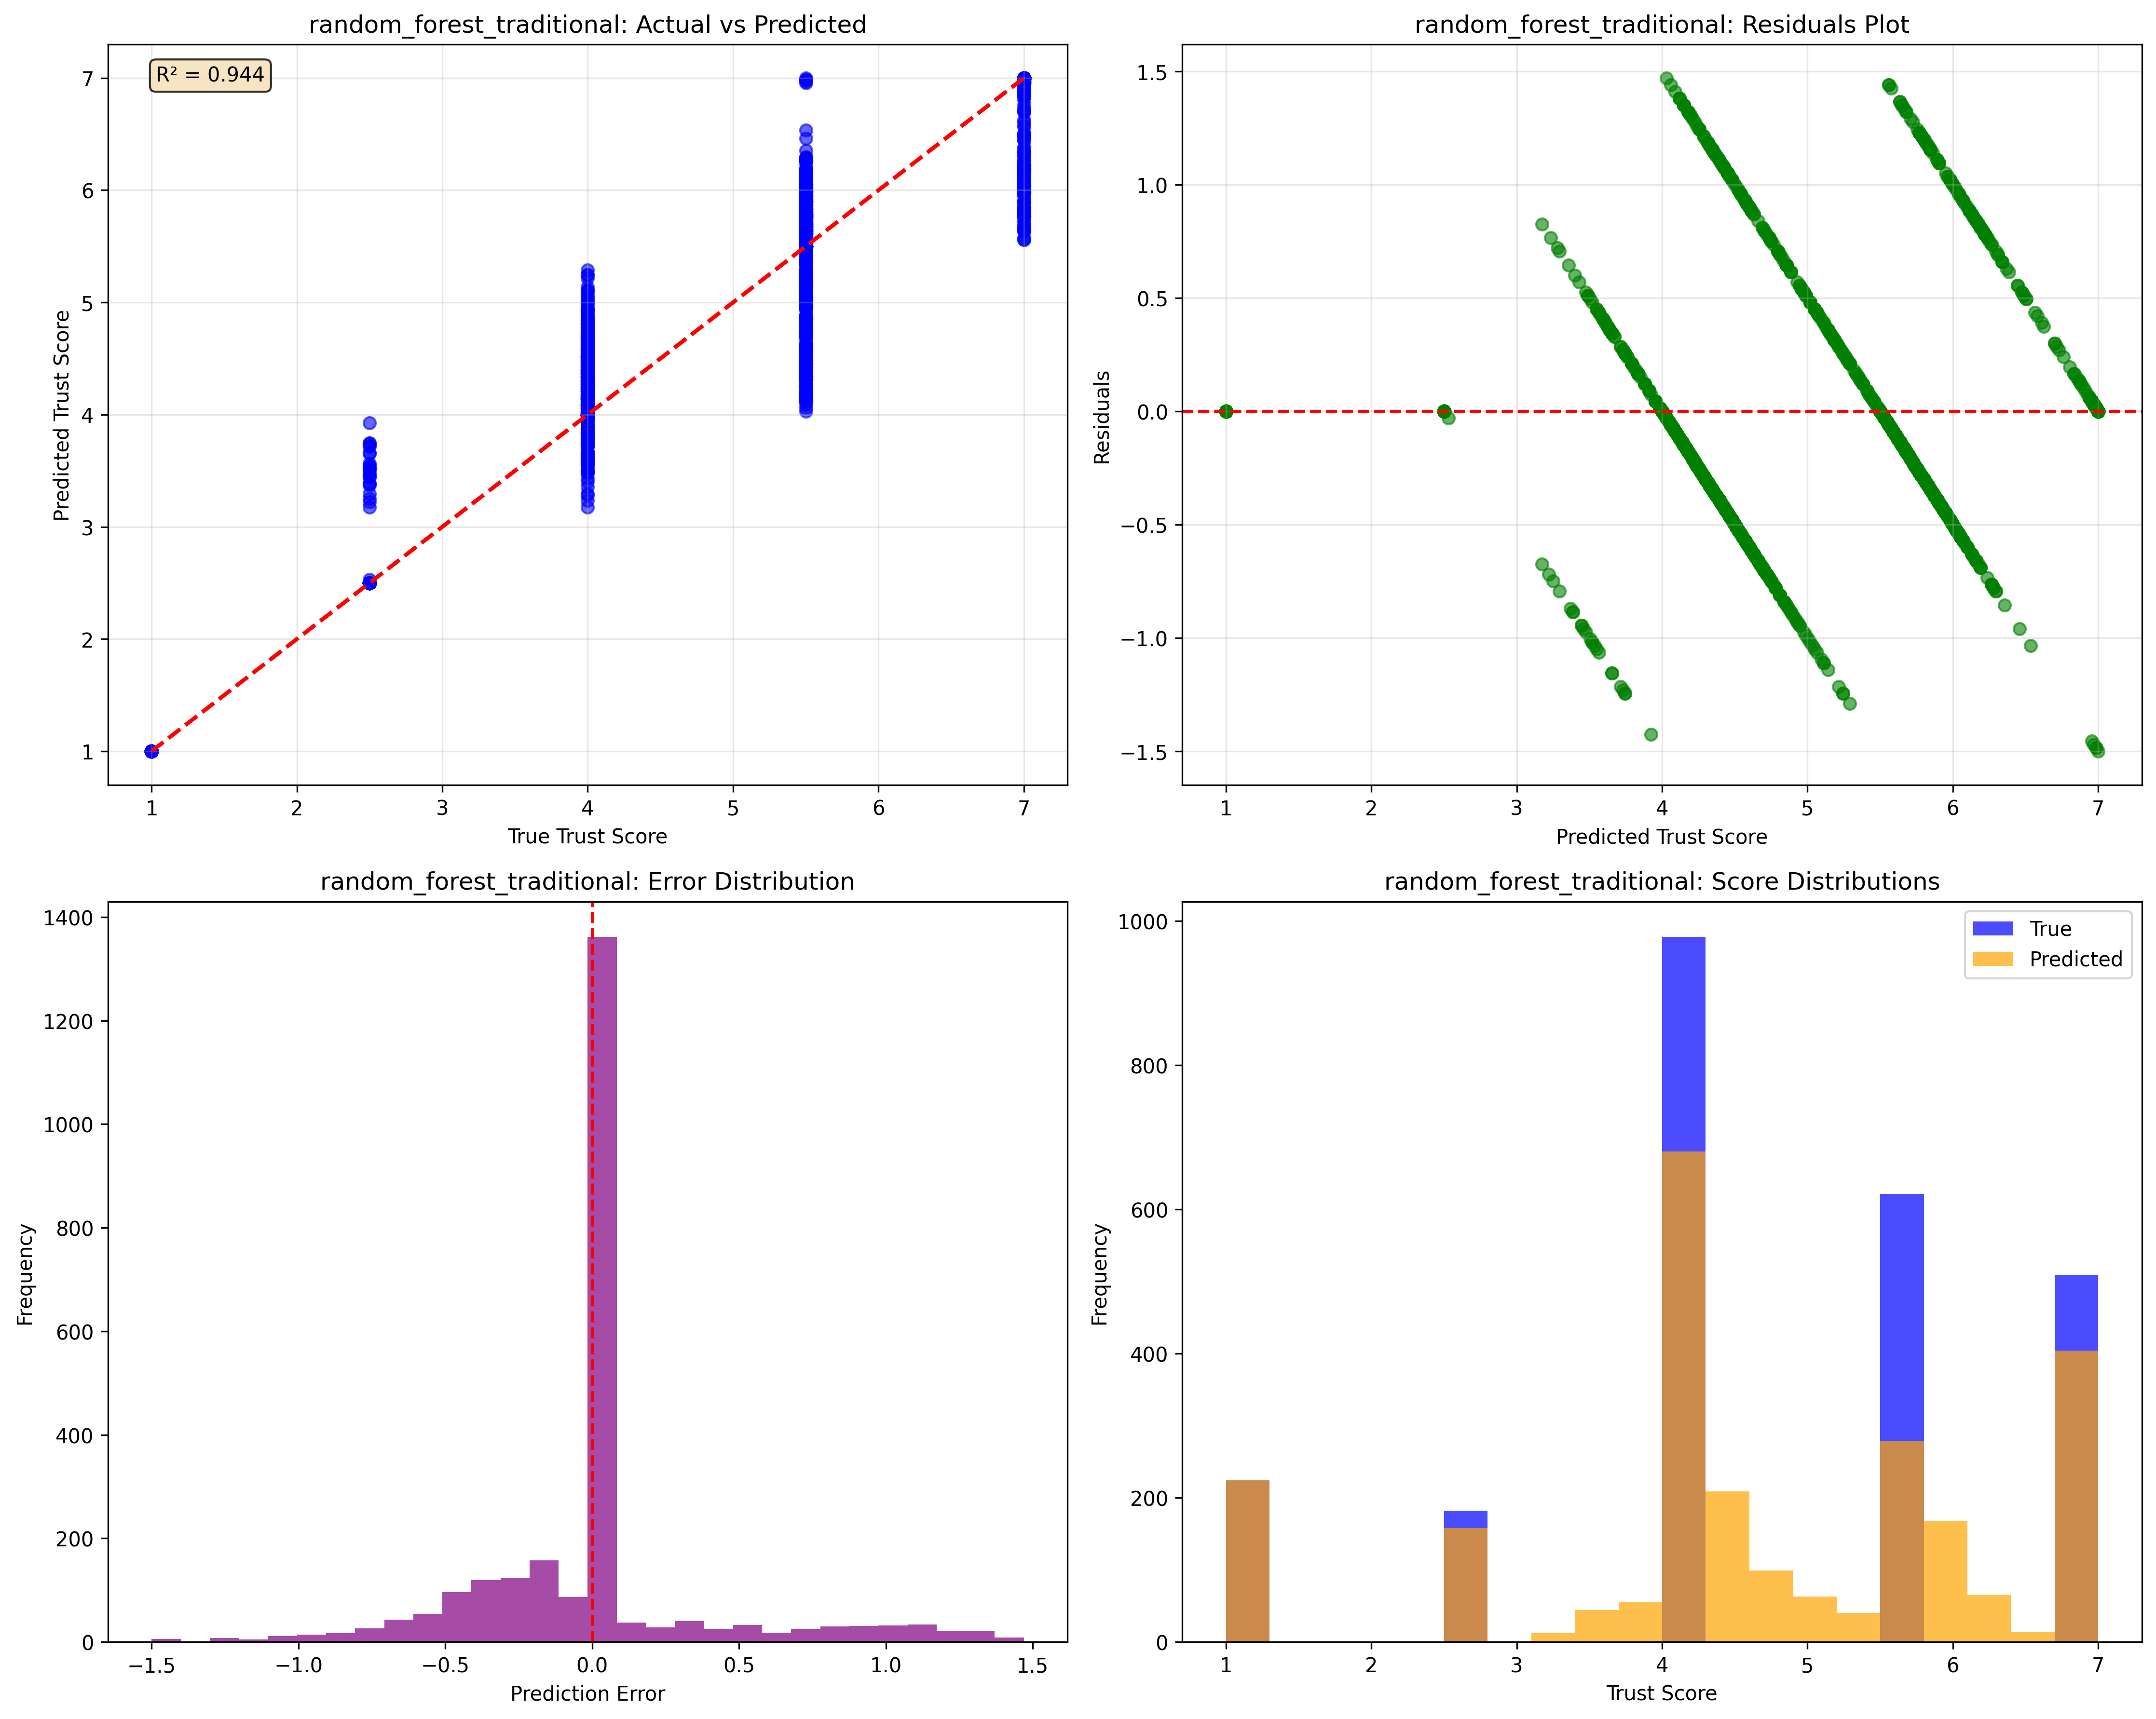 random_forest_traditional: Actual vs Predicted
R² = 0.944
7
6
5
4
3
2
1
Predicted Trust Score
1 2 3 4 5 6 7
True Trust Score
random_forest_traditional: Residuals Plot
1.5
1.0
0.5
0.0
−0.5
−1.0
−1.5
Residuals
1 2 3 4 5 6 7
Predicted Trust Score
random_forest_traditional: Error Distribution
1400
1200
1000
800
600
400
200
0
Frequency
−1.5 −1.0 −0.5 0.0 0.5 1.0 1.5
Prediction Error
random_forest_traditional: Score Distributions
True
Predicted
1000
800
600
400
200
0
Frequency
1 2 3 4 5 6 7
Trust Score